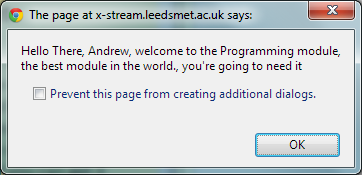 The page at x-stream.leedsmet.ac.uk says:
Hello There, Andrew, welcome to the Programming module,
the best module in the world., you're going to need it
Prevent this page from creating additional dialogs.
OK